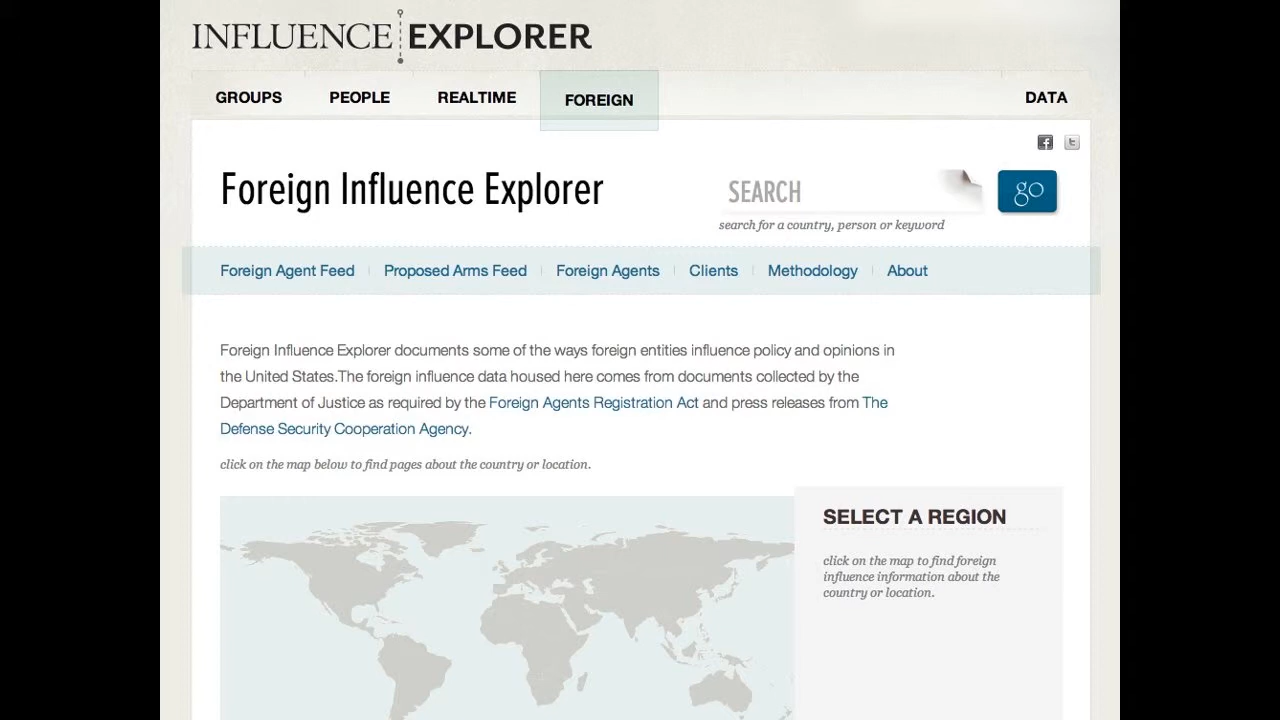 INFLUENCE EXPLORER
GROUPS PEOPLE REALTIME FOREIGN DATA
Foreign Influence Explorer
SEARCH go
search for a country, person or keyword
Foreign Agent Feed Proposed Arms Feed Foreign Agents Clients Methodology About
Foreign Influence Explorer documents some of the ways foreign entities influence policy and opinions in
the United States.The foreign influence data housed here comes from documents collected by the
Department of Justice as required by the Foreign Agents Registration Act and press releases from The
Defense Security Cooperation Agency.
click on the map below to find pages about the country or location.
SELECT A REGION
click on the map to find foreign
influence information about the
country or location.